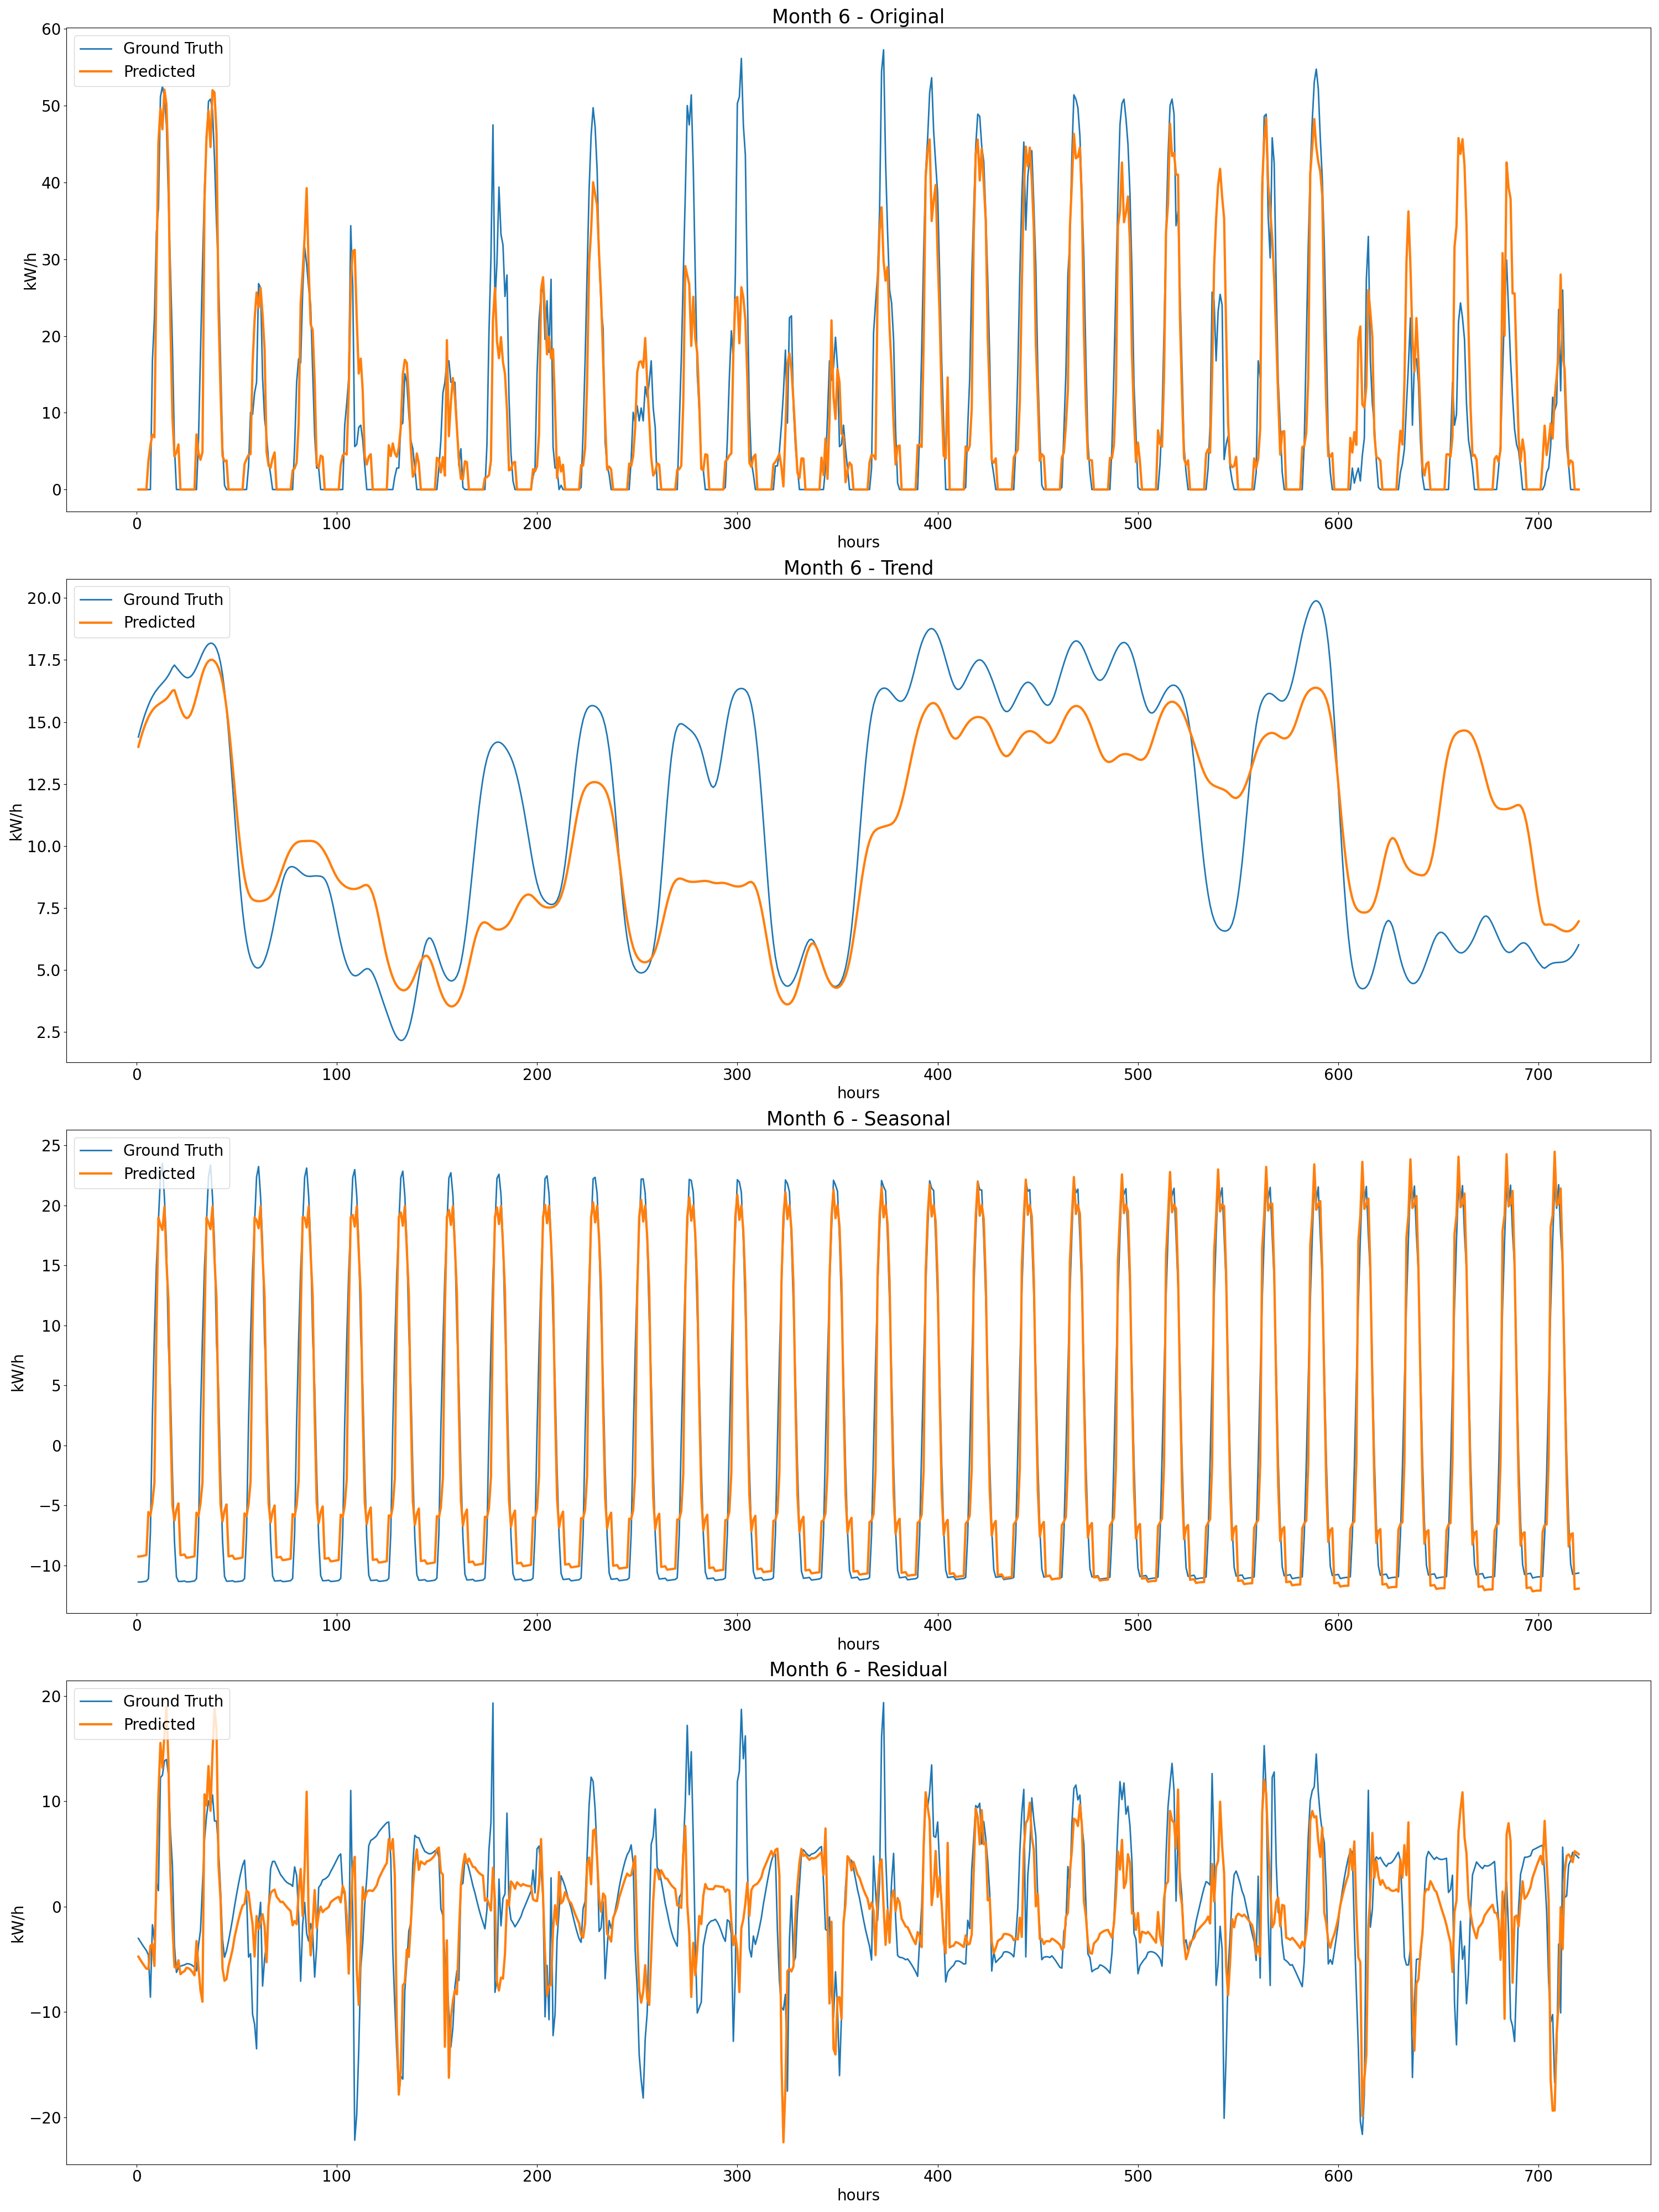 Month 6 - Original
Ground Truth
Predicted
kW/h
60
50
40
30
20
10
0
0 100 200 300 400 500 600 700
hours
Month 6 - Trend
Ground Truth
Predicted
kW/h
20.0
17.5
15.0
12.5
10.0
7.5
5.0
2.5
0 100 200 300 400 500 600 700
hours
Month 6 - Seasonal
Ground Truth
Predicted
kW/h
25
20
15
10
5
0
−5
−10
0 100 200 300 400 500 600 700
hours
Month 6 - Residual
Ground Truth
Predicted
kW/h
20
10
0
−10
−20
0 100 200 300 400 500 600 700
hours